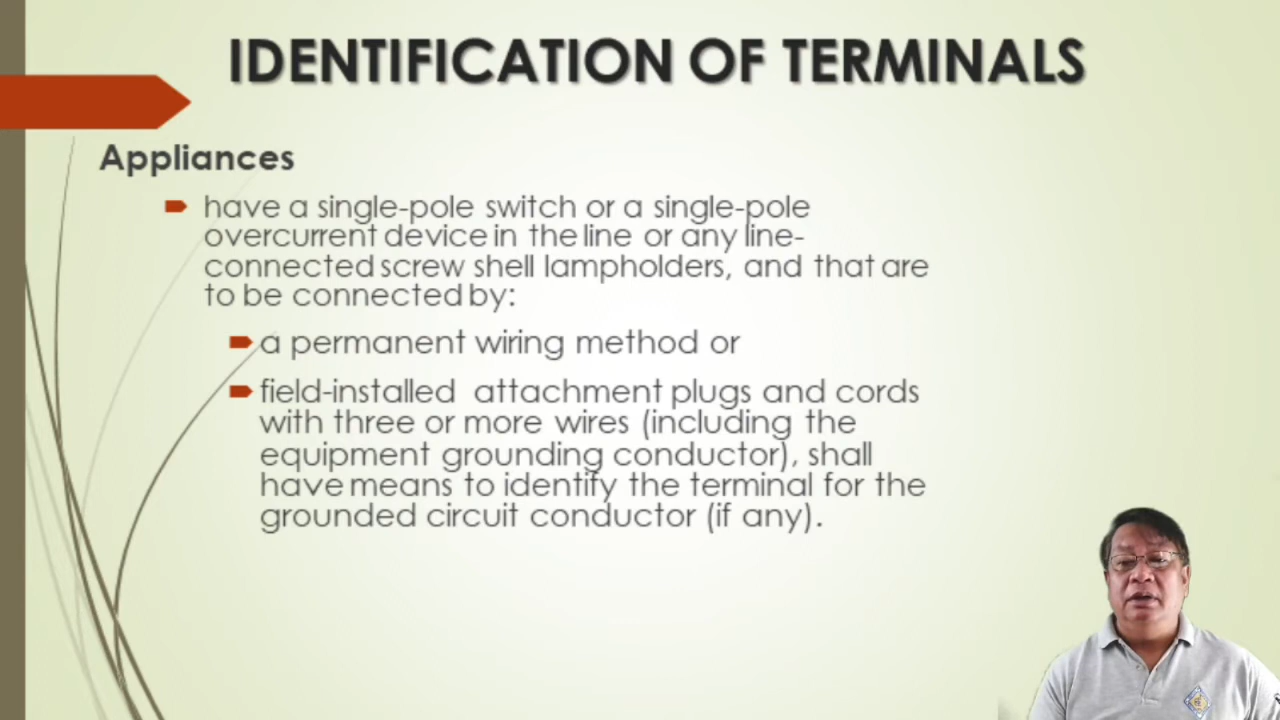 IDENTIFICATION OF TERMINALS
Appliances
have a single-pole switch or a single-pole
overcurrent device in the line or any line-
connected screw shell lampholders, and that are
to be connected by:
a permanent wiring method or
field-installed attachment plugs and cords
with three or more wires (including the
equipment grounding conductor), shall
have means to identify the terminal for the
grounded circuit conductor (if any).